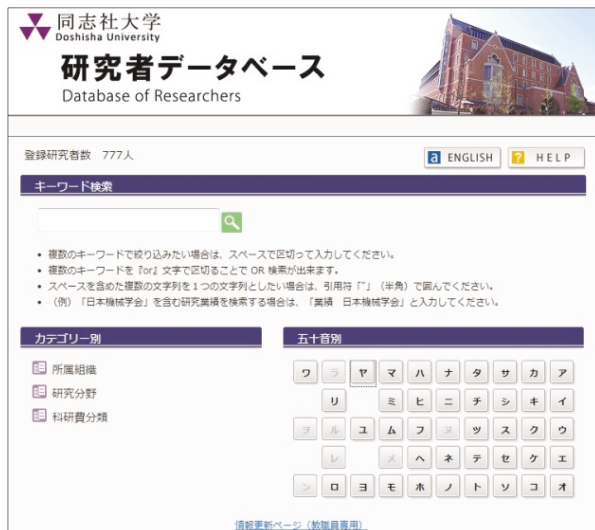 同志社大学
Doshisha University
研究者データベース
Database of Researchers
登録研究者数 777人
a ENGLISH ? HELP
キーワード検索
・ 複数のキーワードで絞り込みたい場合は、スペースで区切って入力してください。
・ 複数のキーワードを『or』文字で区切ることで OR 検索が出来ます。
・ スペースを含めた複数の文字列を1つの文字列としたい場合は、引用符「"」（半角）で囲んでください。
・ （例）「日本機械学会」を含む研究業績を検索する場合は、「業績 日本機械学会」と入力してください。
カテゴリー別
所属組織
研究分野
科研費分類
五十音別
ワ ラ ヤ マ ハ ナ タ サ カ ア
リ ミ ヒ ニ チ シ キ イ
ヲ ル ユ ム フ ヌ ツ ス ク ウ
レ メ ヘ ネ テ セ ケ エ
ン ロ ヨ モ ホ ノ ト ソ コ オ
情報更新ページ（教職員専用）